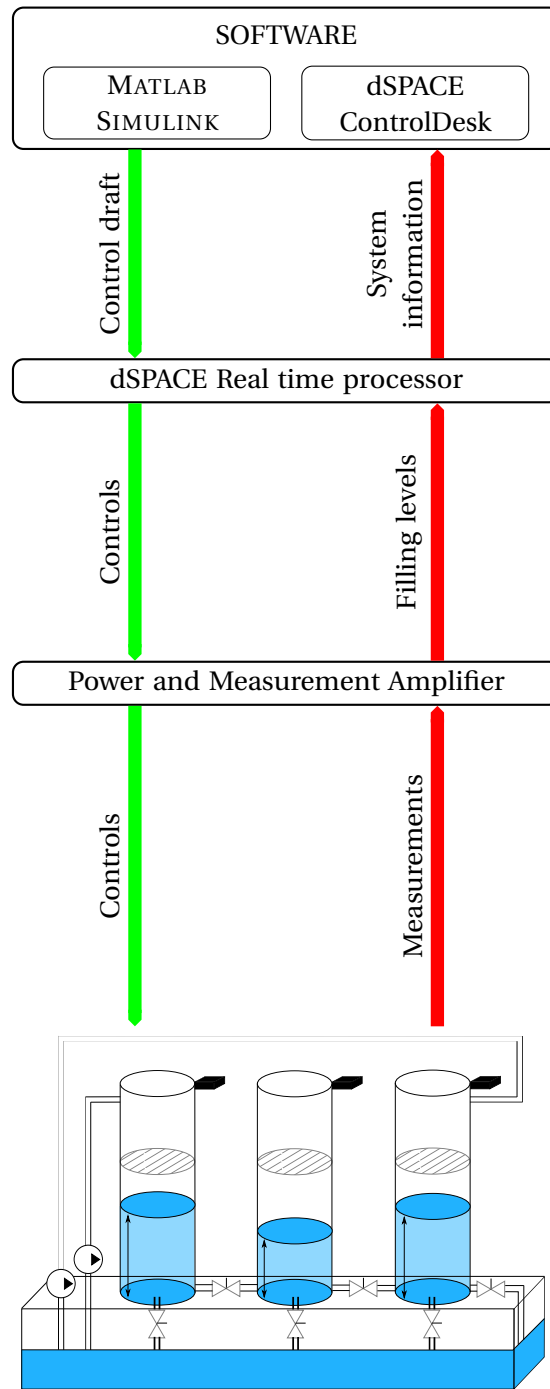 SOFTWARE
MATLAB
SIMULINK
dSPACE
ControlDesk
Control draft
System
information
dSPACE Real time processor
Controls
Filling levels
Power and Measurement Amplifier
Controls
Measurements